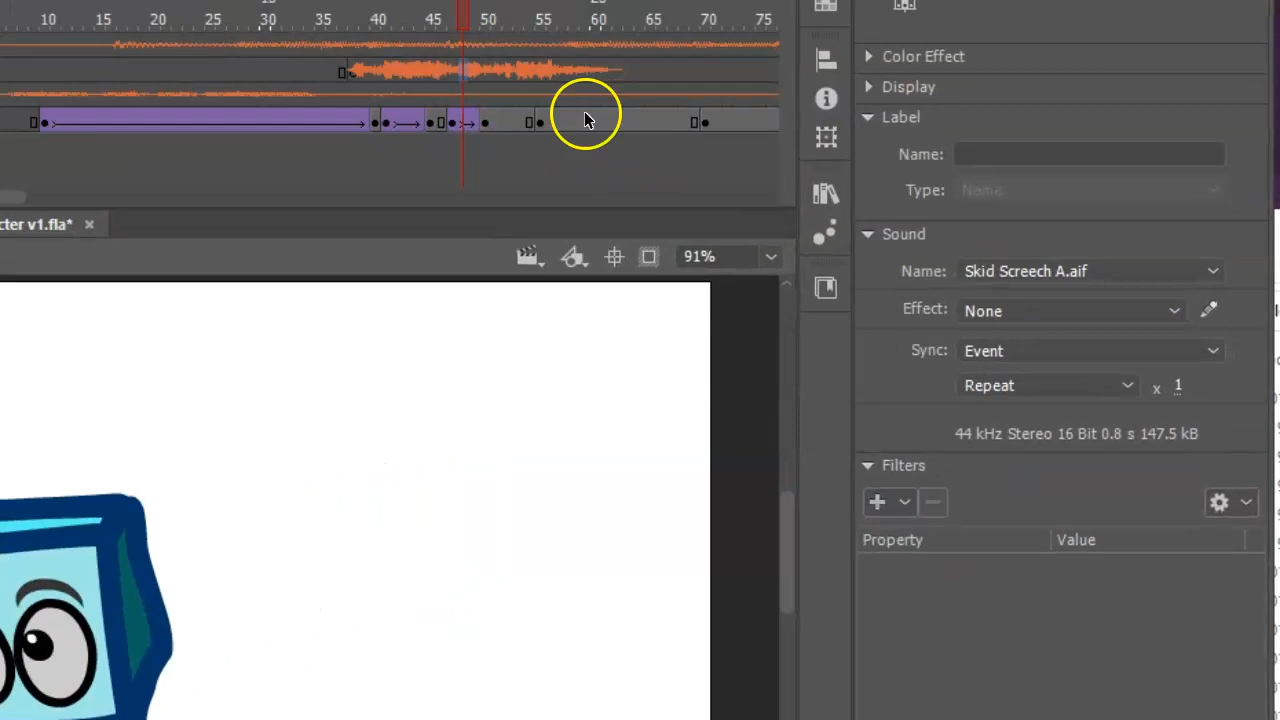 10 15 20 25 30 35 40 45 50 55 60 65 70 75
Color Effect
Display
Label
Name:
Type: Name
cter v1.fla* ×
91%
Sound
Name: Skid Screech A.aif
Effect: None
Sync: Event
Repeat x 1
44 kHz Stereo 16 Bit 0.8 s 147.5 kB
Filters
Property Value